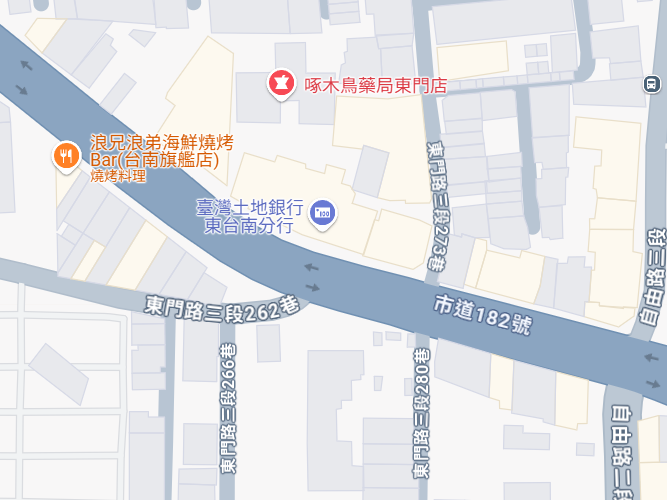 啄木鳥藥局東門店
浪兄浪弟海鮮燒烤
Bar(台南旗艦店)
燒烤料理
臺灣土地銀行
東台南分行
東門路三段273巷
自由路三段
東門路三段262巷
市道182號
東門路三段266巷
東門路三段280巷
自由路二段